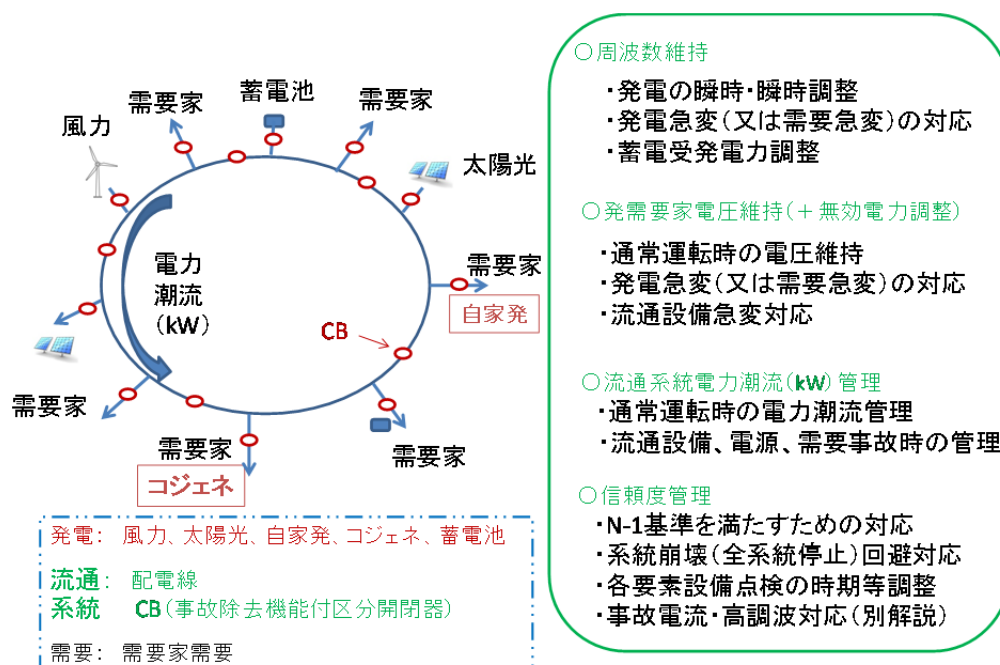 需要家
蓄電池
需要家
風力
太陽光
電力
潮流
(kW)
需要家
自家発
CB
需要家
需要家
需要家
コジェネ
発電: 風力、太陽光、自家発、コジェネ、蓄電池
流通: 配電線
系統 CB(事故除去機能付区分開閉器)
需要: 需要家需要
○周波数維持
・発電の瞬時・瞬時調整
・発電急変(又は需要急変)の対応
・蓄電受発電力調整
○発需要家電圧維持(+無効電力調整)
・通常運転時の電圧維持
・発電急変(又は需要急変)の対応
・流通設備急変対応
○流通系統電力潮流(kW)管理
・通常運転時の電力潮流管理
・流通設備、電源、需要事故時の管理
○信頼度管理
・N-1基準を満たすための対応
・系統崩壊(全系統停止)回避対応
・各要素設備点検の時期等調整
・事故電流・高調波対応(別解説)